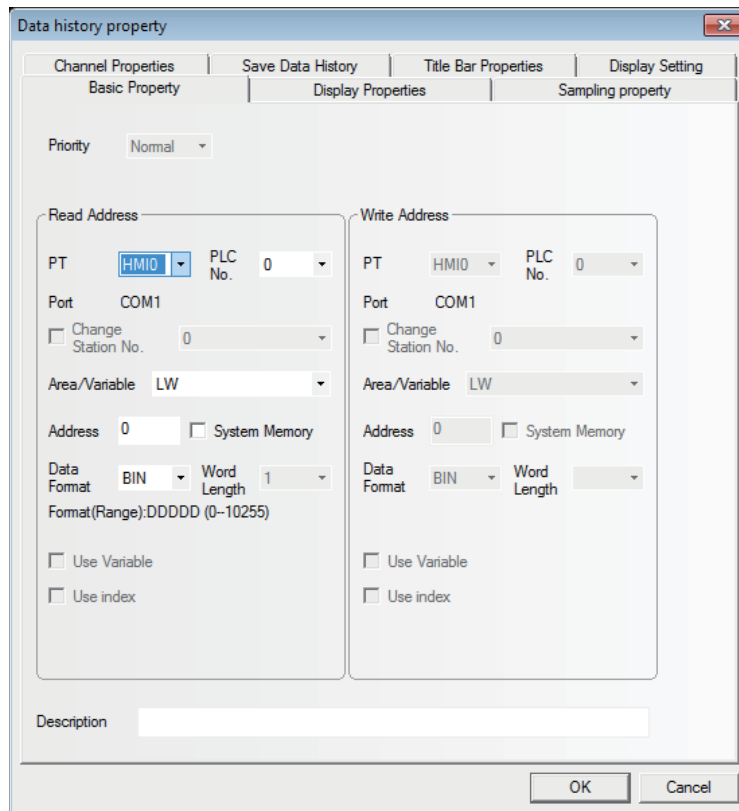 Data history property
Channel Properties Save Data History Title Bar Properties Display Setting
Basic Property Display Properties Sampling property
Priority Normal
Read Address
PT HMI0 PLC No. 0
Port COM1
Change Station No. 0
Area/Variable LW
Address 0 System Memory
Data Format BIN Word Length 1
Format(Range):DDDDD (0--10255)
Use Variable
Use index
Write Address
PT HMI0 PLC No. 0
Port COM1
Change Station No. 0
Area/Variable LW
Address 0 System Memory
Data Format BIN Word Length
Use Variable
Use index
Description
OK Cancel